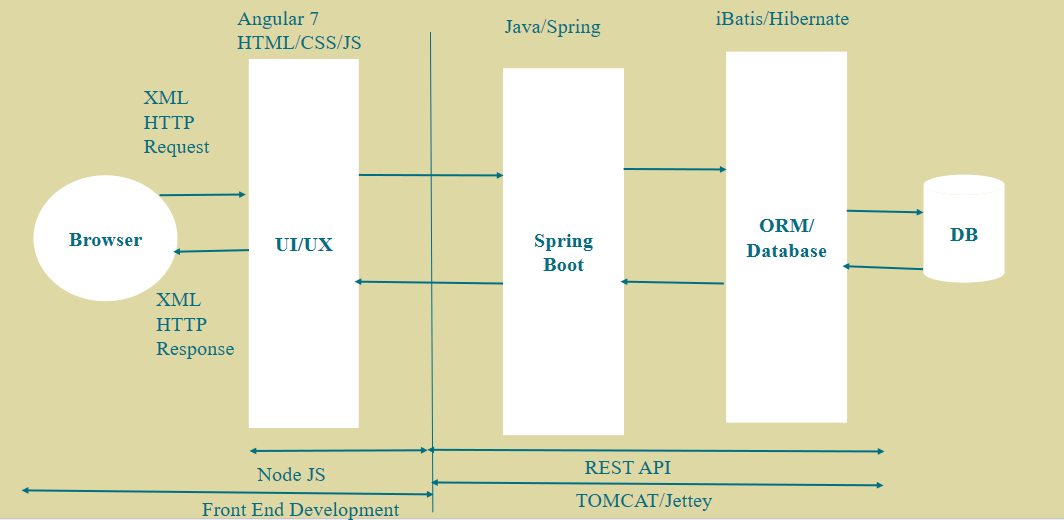 Angular 7
HTML/CSS/JS
Java/Spring
iBatis/Hibernate
XML
HTTP
Request
Browser
UI/UX
Spring
Boot
ORM/
Database
DB
XML
HTTP
Response
Node JS
REST API
Front End Development
TOMCAT/Jettey